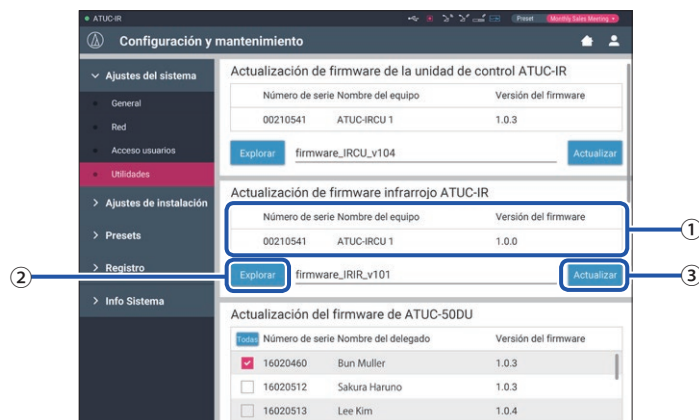 ATUC-IR
Preset Monthly Sales Meeting
Configuración y mantenimiento
Ajustes del sistema
General
Red
Acceso usuarios
Utilidades
Ajustes de instalación
Presets
Registro
Info Sistema
Actualización de firmware de la unidad de control ATUC-IR
Número de serie Nombre del equipo Versión del firmware
00210541 ATUC-IRCU 1 1.0.3
Explorar firmware_IRCU_v104 Actualizar
Actualización de firmware infrarrojo ATUC-IR
Número de serie Nombre del equipo Versión del firmware
00210541 ATUC-IRCU 1 1.0.0
①
② Explorar firmware_IRIR_v101 Actualizar ③
Actualización del firmware de ATUC-50DU
Todas Número de serie Nombre del delegado Versión del firmware
16020460 Bun Muller 1.0.3
16020512 Sakura Haruno 1.0.3
16020513 Lee Kim 1.0.4